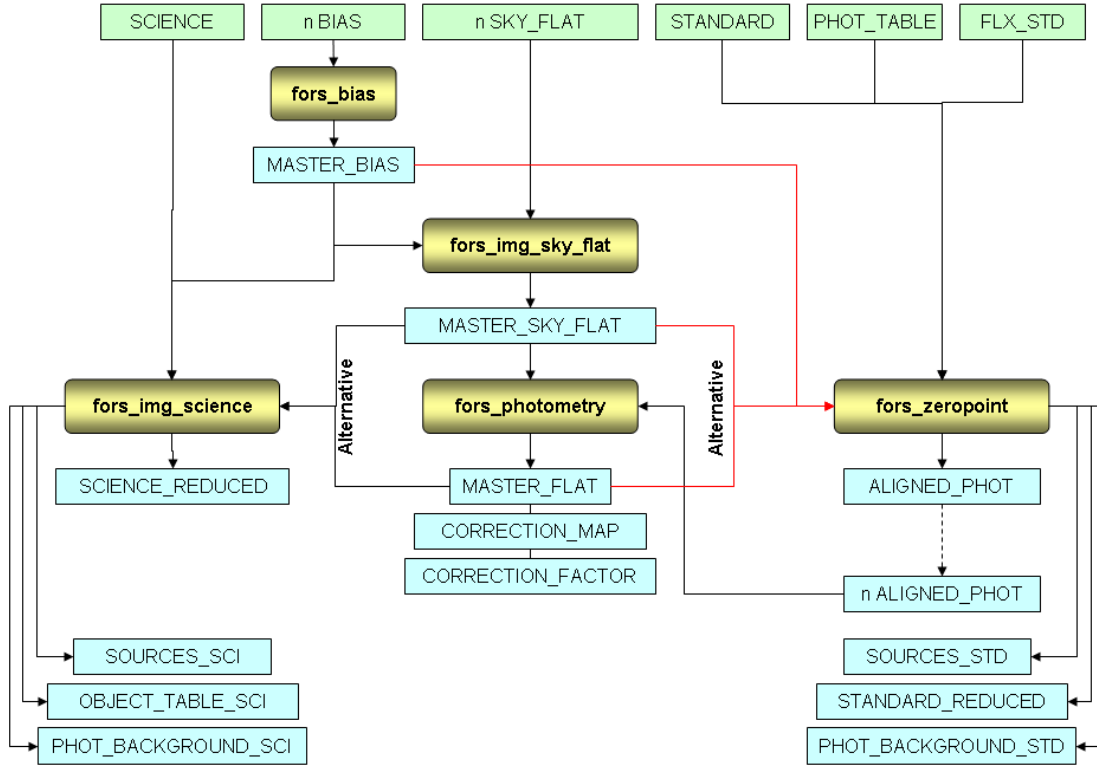 SCIENCE
n BIAS
n SKY_FLAT
STANDARD
PHOT_TABLE
FLX_STD
fors_bias
MASTER_BIAS
fors_img_sky_flat
MASTER_SKY_FLAT
Alternative
Alternative
fors_img_science
fors_photometry
fors_zeropoint
SCIENCE_REDUCED
MASTER_FLAT
ALIGNED_PHOT
CORRECTION_MAP
CORRECTION_FACTOR
n ALIGNED_PHOT
SOURCES_SCI
SOURCES_STD
OBJECT_TABLE_SCI
STANDARD_REDUCED
PHOT_BACKGROUND_SCI
PHOT_BACKGROUND_STD